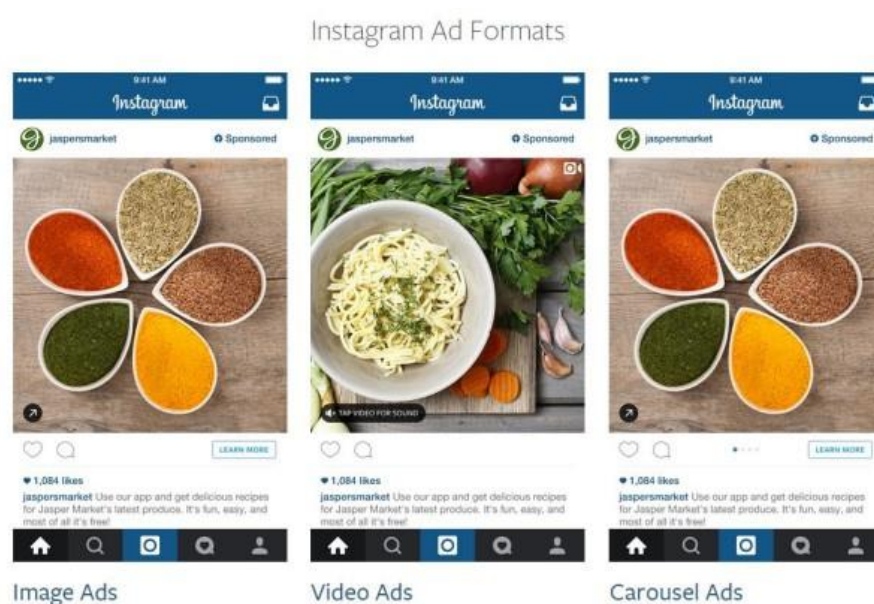 Instagram Ad Formats
9:41 AM
Instagram
jaspersmarket
Sponsored
LEARN MORE
1,084 likes
jaspersmarket Use our app and get delicious recipes
for Jasper Market's latest produce. It's fun, easy, and
most of all it's free!
Image Ads
9:41 AM
Instagram
jaspersmarket
Sponsored
TAP VIDEO FOR SOUND
1,084 likes
jaspersmarket Use our app and get delicious recipes
for Jasper Market's latest produce. It's fun, easy, and
most of all it's free!
Video Ads
9:41 AM
Instagram
jaspersmarket
Sponsored
LEARN MORE
1,084 likes
jaspersmarket Use our app and get delicious recipes
for Jasper Market's latest produce. It's fun, easy, and
most of all it's free!
Carousel Ads